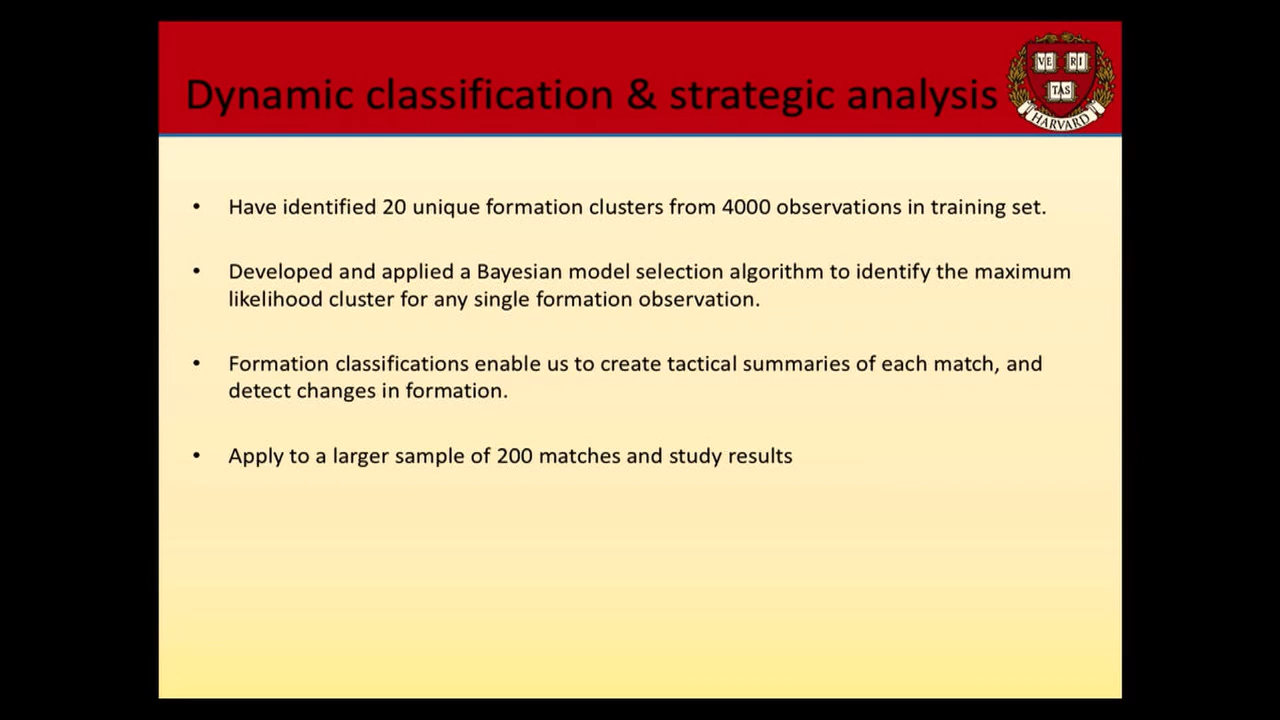 Dynamic classification & strategic analysis
VE RI
TAS
HARVARD
• Have identified 20 unique formation clusters from 4000 observations in training set.
• Developed and applied a Bayesian model selection algorithm to identify the maximum
likelihood cluster for any single formation observation.
• Formation classifications enable us to create tactical summaries of each match, and
detect changes in formation.
• Apply to a larger sample of 200 matches and study results